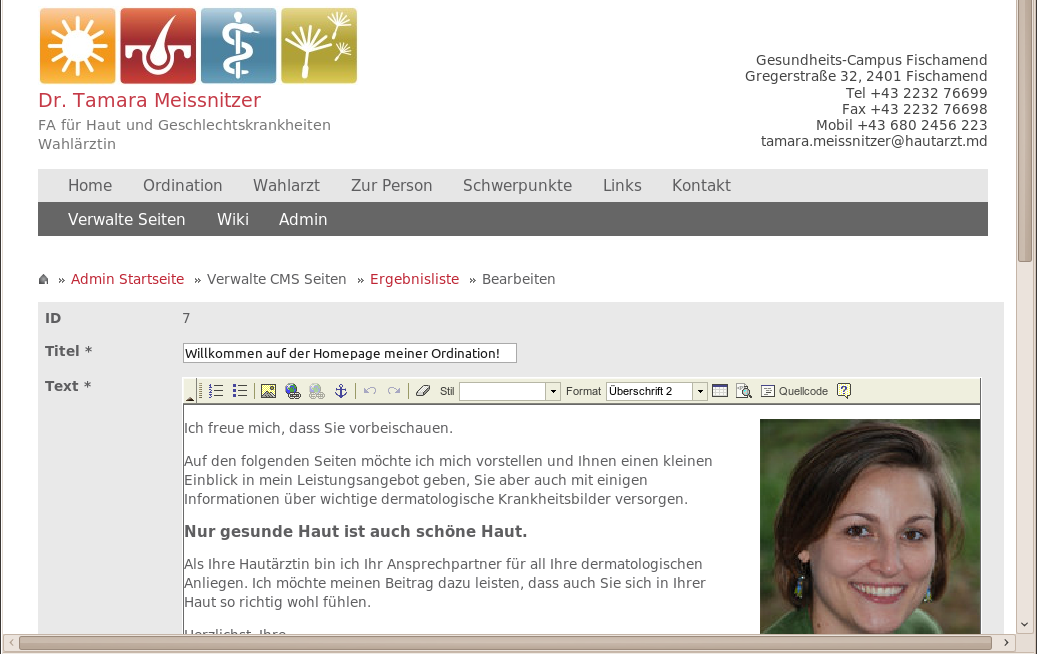 Dr. Tamara Meissnitzer
FA für Haut und Geschlechtskrankheiten
Wahlärztin
Gesundheits-Campus Fischamend
Gregerstraße 32, 2401 Fischamend
Tel +43 2232 76699
Fax +43 2232 76698
Mobil +43 680 2456 223
tamara.meissnitzer@hautarzt.md
Home Ordination Wahlarzt Zur Person Schwerpunkte Links Kontakt
Verwalte Seiten Wiki Admin
» Admin Startseite » Verwalte CMS Seiten » Ergebnisliste » Bearbeiten
ID 7
Titel * Willkommen auf der Homepage meiner Ordination!
Text * Stil Format Überschrift 2 Quellcode
Ich freue mich, dass Sie vorbeischauen.
Auf den folgenden Seiten möchte ich mich vorstellen und Ihnen einen kleinen
Einblick in mein Leistungsangebot geben, Sie aber auch mit einigen
Informationen über wichtige dermatologische Krankheitsbilder versorgen.
Nur gesunde Haut ist auch schöne Haut.
Als Ihre Hautärztin bin ich Ihr Ansprechpartner für all Ihre dermatologischen
Anliegen. Ich möchte meinen Beitrag dazu leisten, dass auch Sie sich in Ihrer
Haut so richtig wohl fühlen.
Herzlichst, Ihre